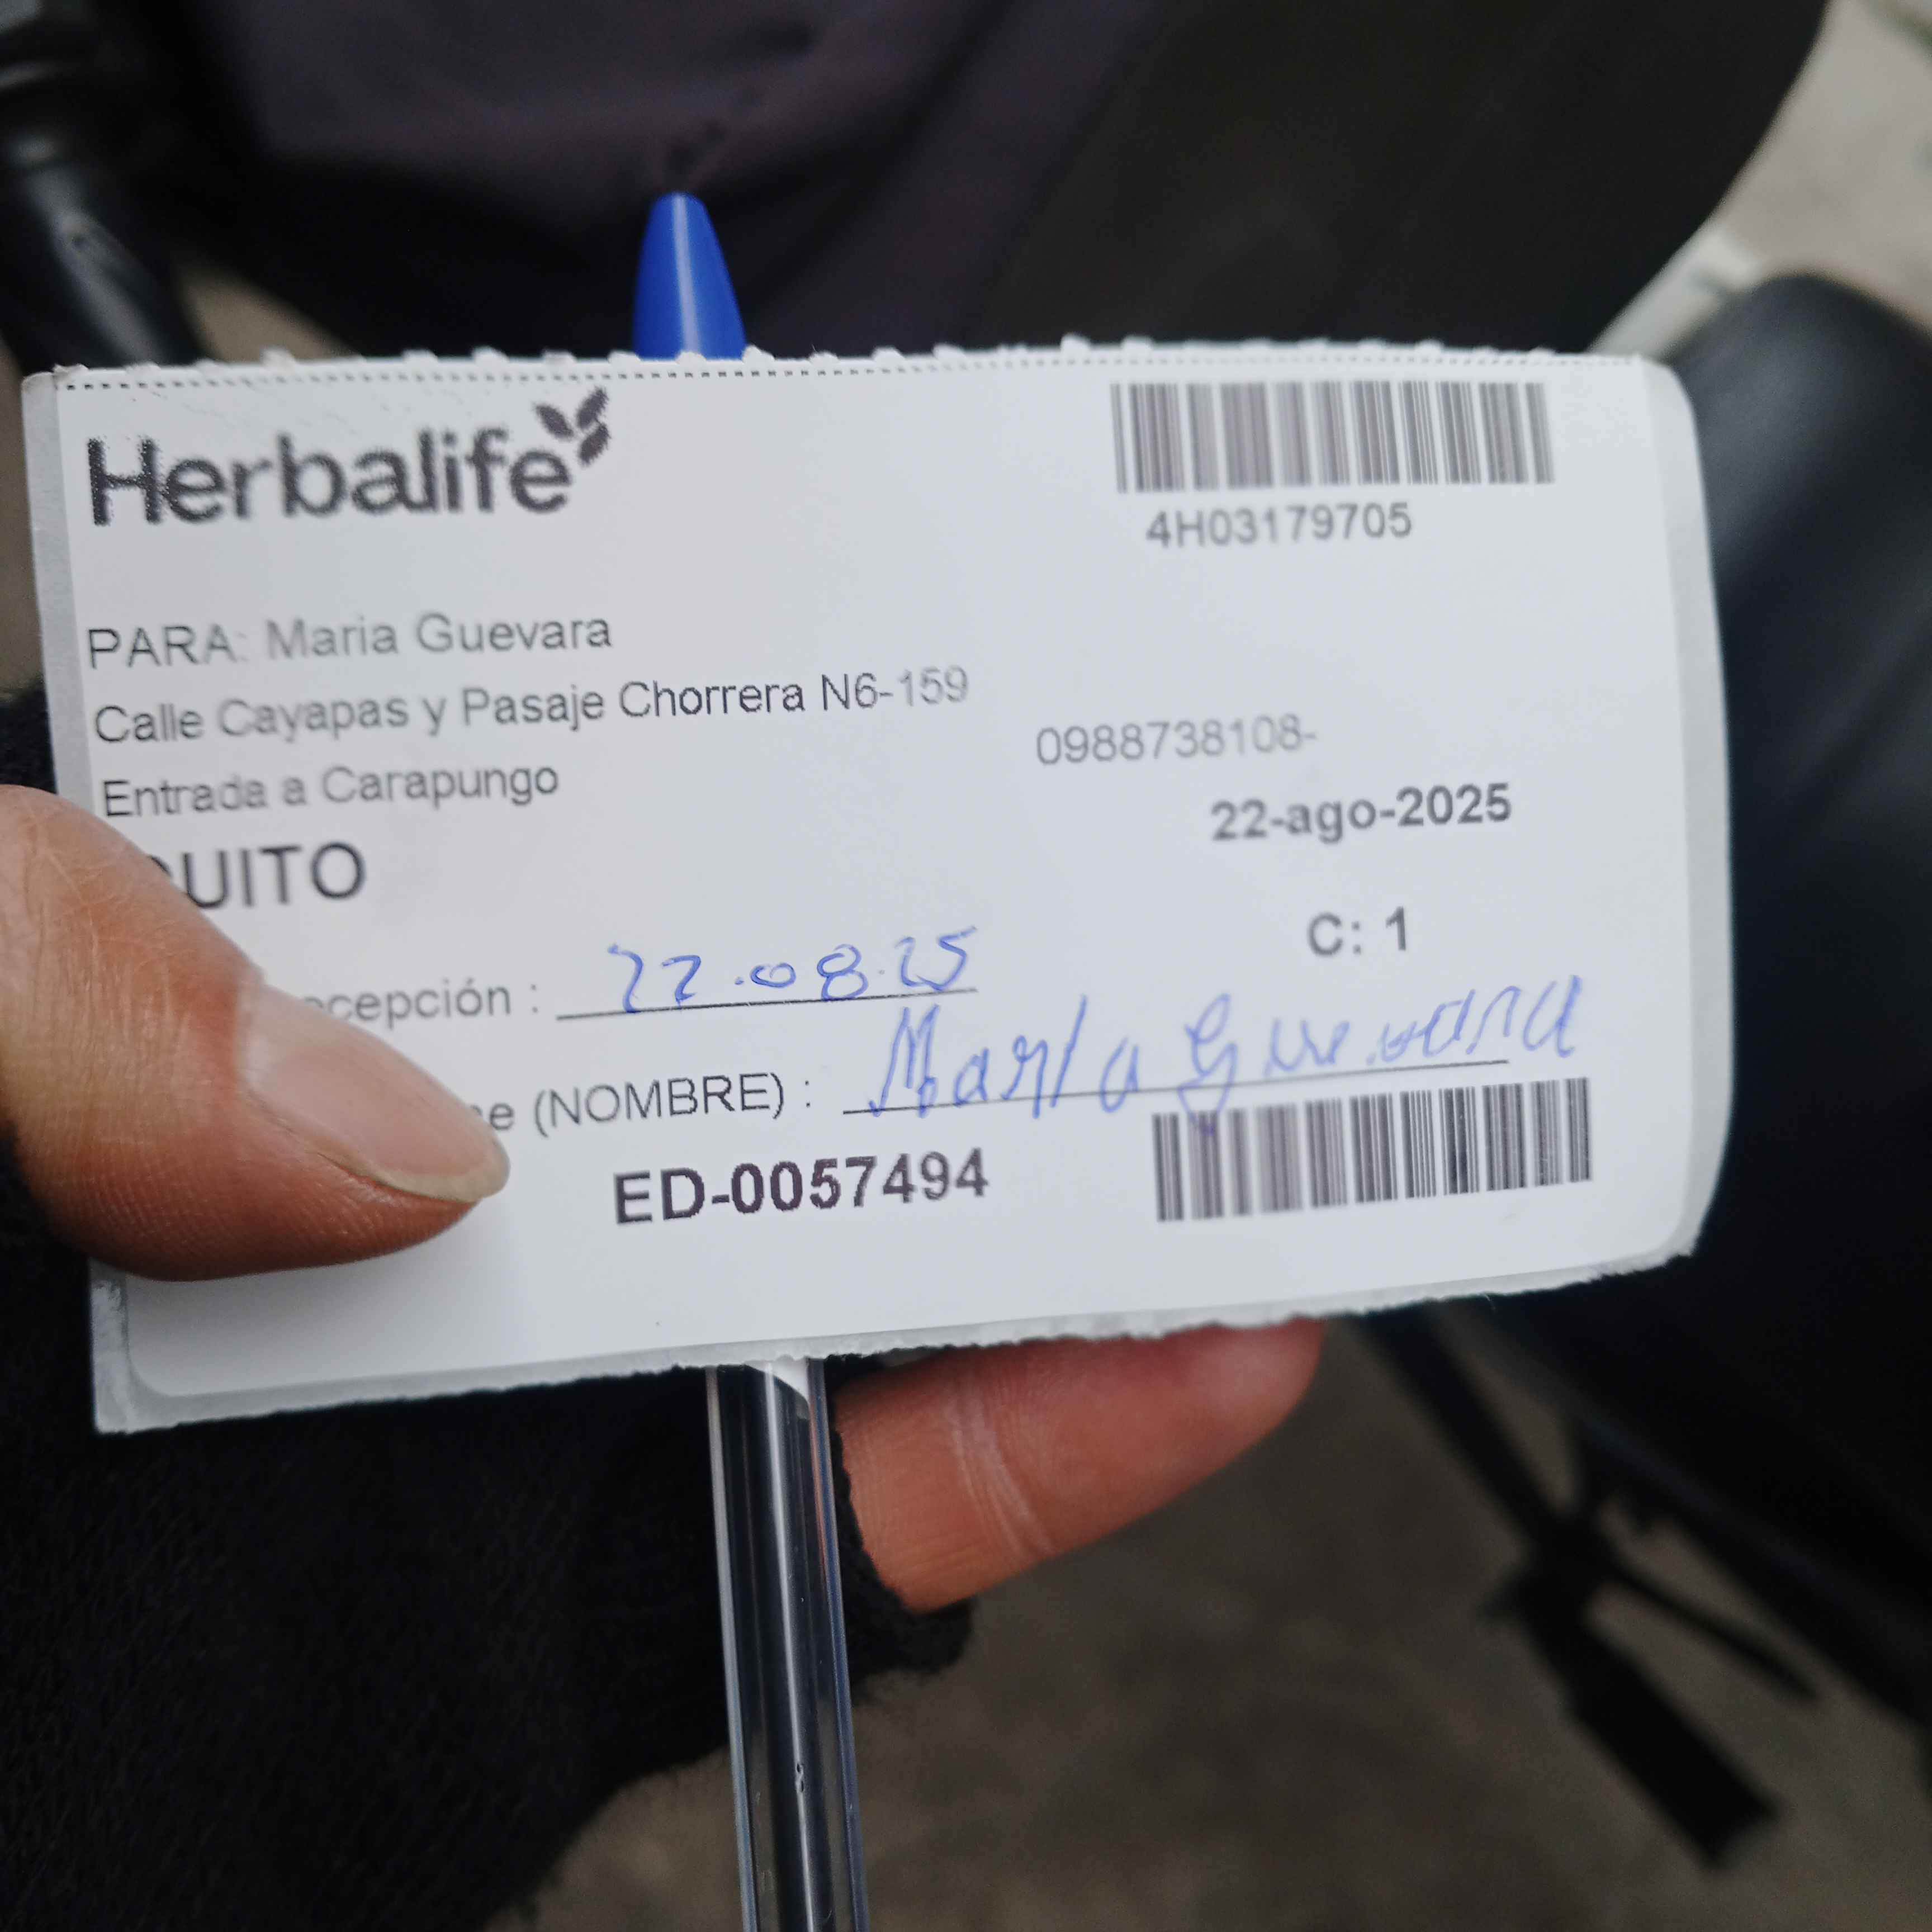 Herbalife
4H03179705
PARA: Maria Guevara
Calle Cayapas y Pasaje Chorrera N6-159
0988738108-
Entrada a Carapungo
22-ago-2025
UITO
C: 1
cepción : 22.08.25
e (NOMBRE) : Maria Guevara
ED-0057494